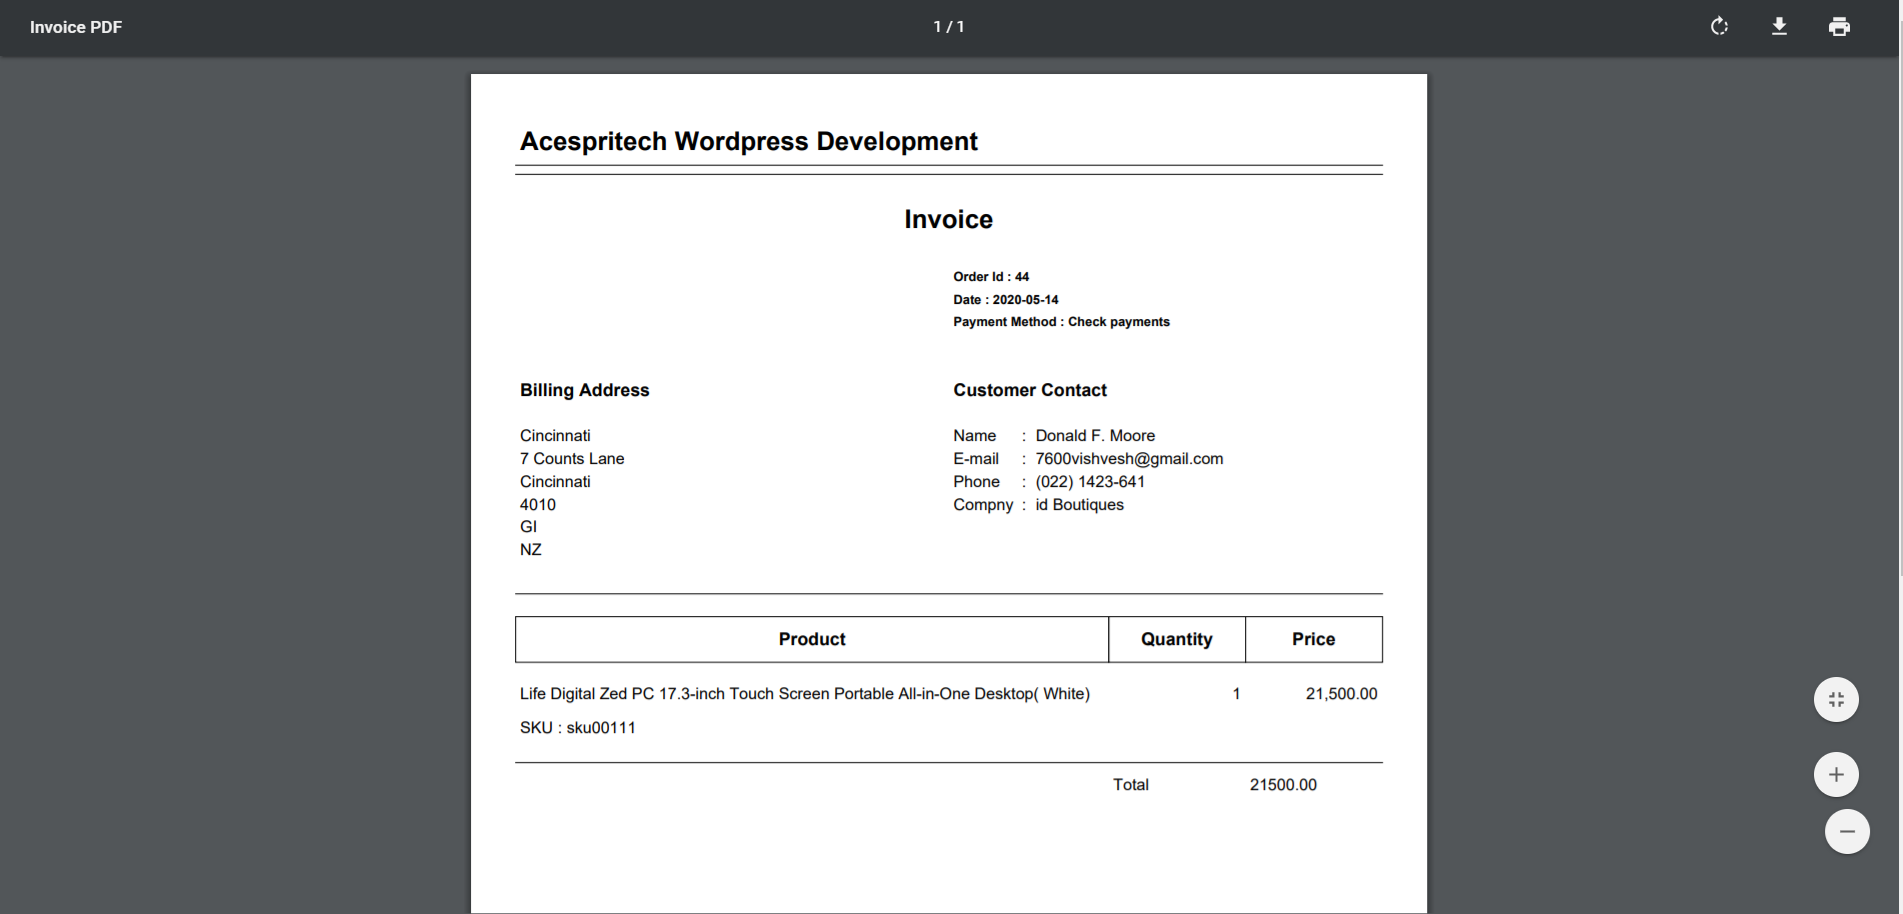 Invoice PDF
1 / 1
Acespritech Wordpress Development
Invoice
Order Id : 44
Date : 2020-05-14
Payment Method : Check payments
Billing Address
Cincinnati
7 Counts Lane
Cincinnati
4010
GI
NZ
Customer Contact
Name : Donald F. Moore
E-mail : 7600vishvesh@gmail.com
Phone : (022) 1423-641
Compny : id Boutiques
Product Quantity Price
Life Digital Zed PC 17.3-inch Touch Screen Portable All-in-One Desktop( White) 1 21,500.00
SKU : sku00111
Total 21500.00